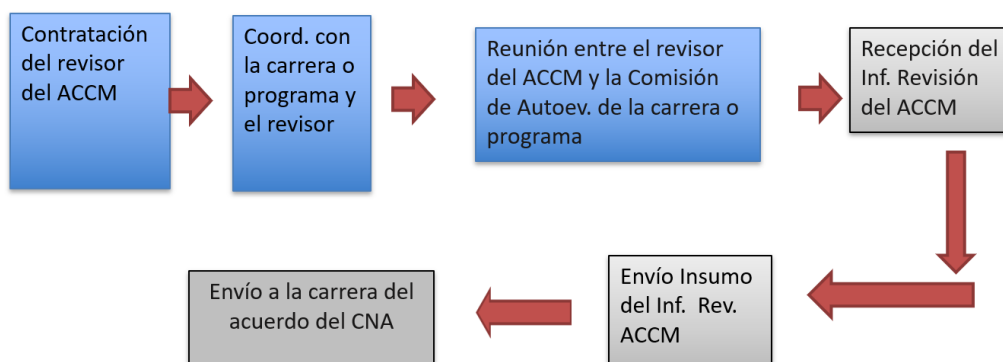 Contratación
del revisor
del ACCM
Coord. con
la carrera o
programa y
el revisor
Reunión entre el revisor
del ACCM y la Comisión
de Autoev. de la carrera o
programa
Recepción del
Inf. Revisión
del ACCM
Envío Insumo
del Inf. Rev.
ACCM
Envío a la carrera del
acuerdo del CNA